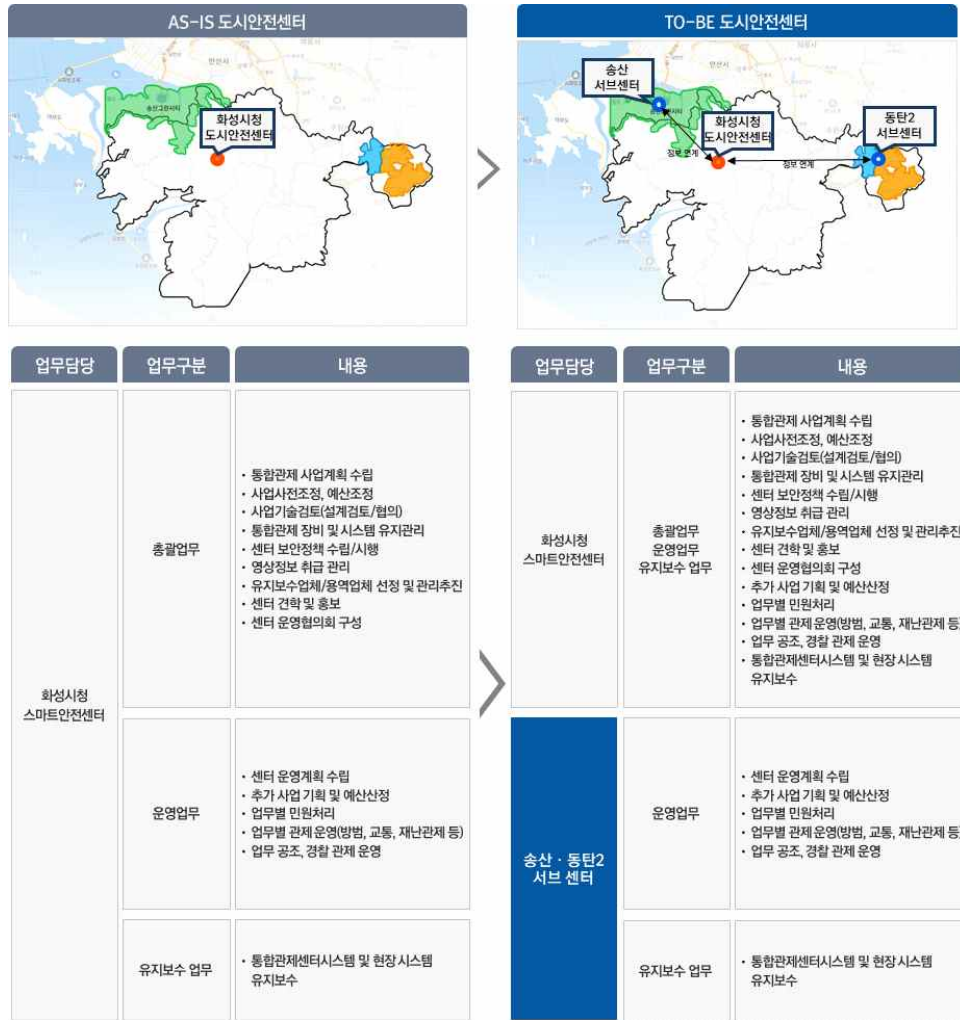 AS-IS 도시안전센터
안산시
송산그린시티
화성시청
도시안전센터
TO-BE 도시안전센터
안산시
송산
서브센터
화성시청
도시안전센터
동탄2
서브센터
정보 연계
정보 연계
업무담당
업무구분
내용
화성시청
스마트안전센터
총괄업무
• 통합관제 사업계획 수립
• 사업사전조정, 예산조정
• 사업기술검토(설계검토/협의)
• 통합관제 장비 및 시스템 유지관리
• 센터 보안정책 수립/시행
• 영상정보 취급 관리
• 유지보수업체/용역업체 선정 및 관리추진
• 센터 견학 및 홍보
• 센터 운영협의회 구성
운영업무
• 센터 운영계획 수립
• 추가 사업 기획 및 예산산정
• 업무별 민원처리
• 업무별 관제 운영(방범, 교통, 재난관제 등)
• 업무 공조, 경찰 관제 운영
유지보수 업무
• 통합관제센터시스템 및 현장 시스템
유지보수
업무담당
업무구분
내용
화성시청
스마트안전센터
총괄업무
운영업무
유지보수 업무
• 통합관제 사업계획 수립
• 사업사전조정, 예산조정
• 사업기술검토(설계검토/협의)
• 통합관제 장비 및 시스템 유지관리
• 센터 보안정책 수립/시행
• 영상정보 취급 관리
• 유지보수업체/용역업체 선정 및 관리추진
• 센터 견학 및 홍보
• 센터 운영협의회 구성
• 추가 사업 기획 및 예산산정
• 업무별 민원처리
• 업무별 관제 운영(방범, 교통, 재난관제 등)
• 업무 공조, 경찰 관제 운영
• 통합관제센터시스템 및 현장 시스템
유지보수
송산 · 동탄2
서브 센터
운영업무
• 센터 운영계획 수립
• 추가 사업 기획 및 예산산정
• 업무별 민원처리
• 업무별 관제 운영(방범, 교통, 재난관제 등)
• 업무 공조, 경찰 관제 운영
유지보수 업무
• 통합관제센터시스템 및 현장 시스템
유지보수